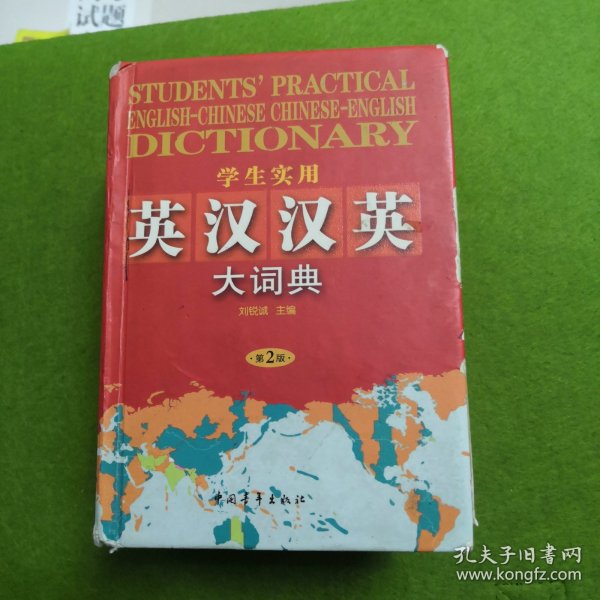 试题
STUDENTS' PRACTICAL
ENGLISH-CHINESE CHINESE-ENGLISH
DICTIONARY
学生实用
英汉汉英
大词典
刘锐诚 主编
·第2版·
中国青年出版社
孔夫子旧书网
www.kongfz.com